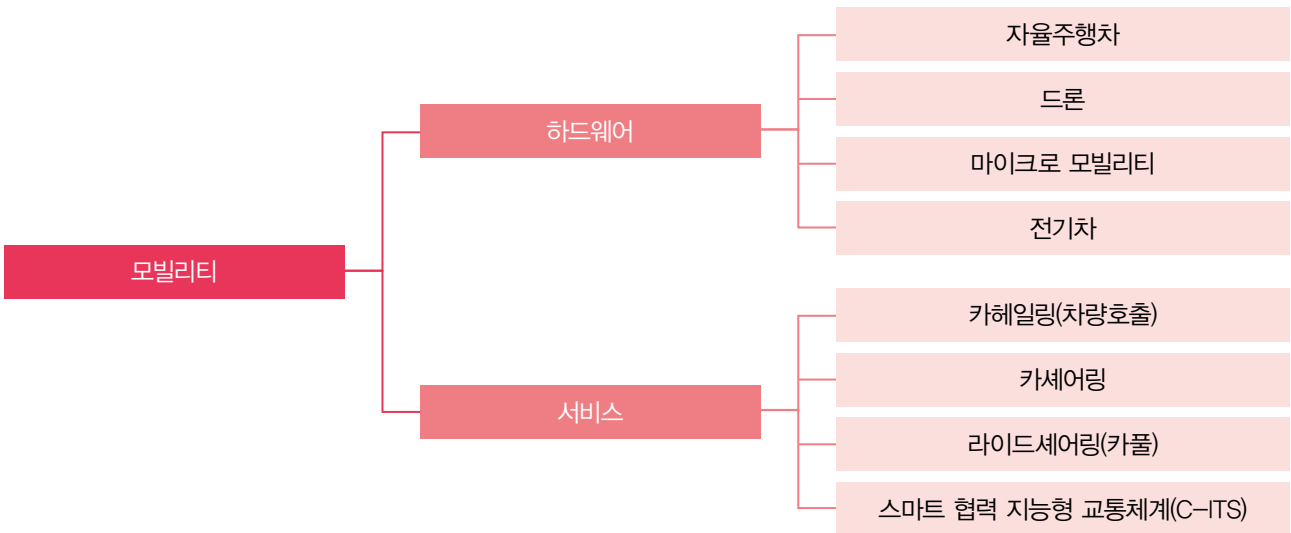 모빌리티
하드웨어
자율주행차
드론
마이크로 모빌리티
전기차
서비스
카헤일링(차량호출)
카셰어링
라이드셰어링(카풀)
스마트 협력 지능형 교통체계(C-ITS)